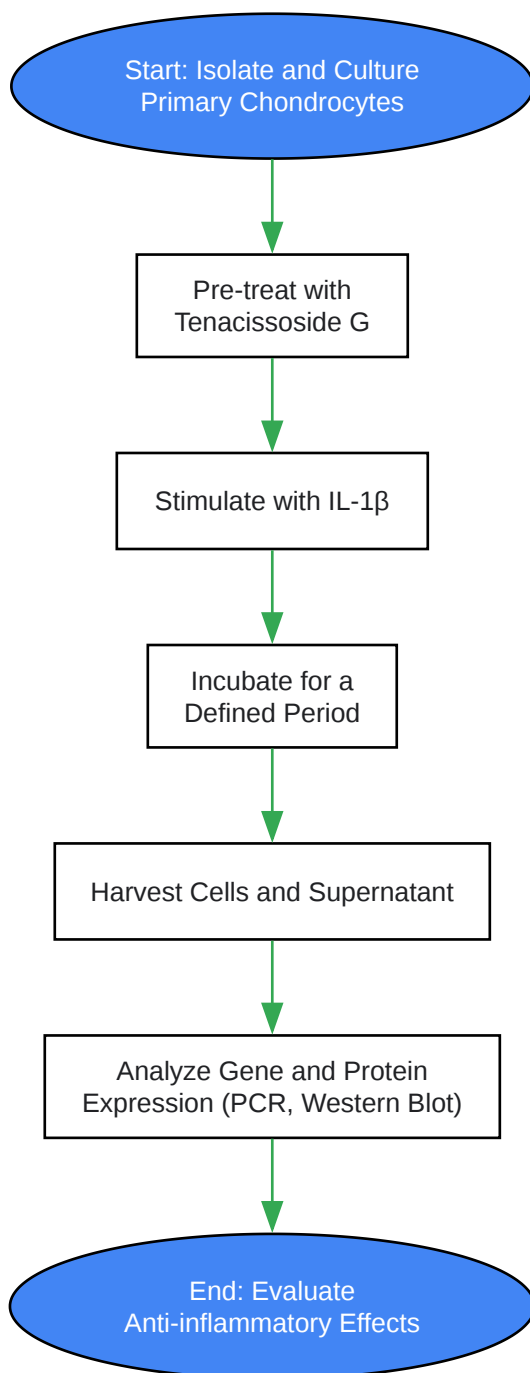 Start: Isolate and Culture
Primary Chondrocytes
Pre-treat with
Tenacissoside G
Stimulate with IL-1β
Incubate for a
Defined Period
Harvest Cells and Supernatant
Analyze Gene and Protein
Expression (PCR, Western Blot)
End: Evaluate
Anti-inflammatory Effects